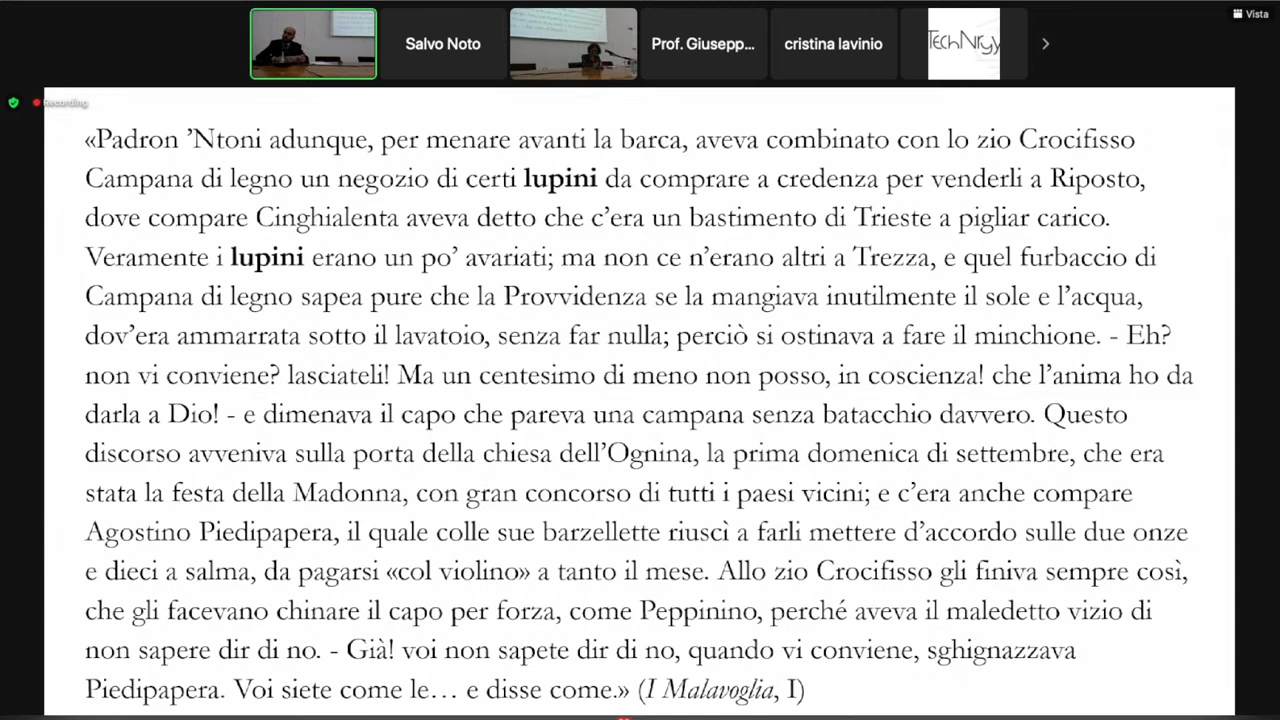 Vista
Salvo Noto
Prof. Giusepp...
cristina lavinio
TechNryy
Recording
«Padron ’Ntoni adunque, per menare avanti la barca, aveva combinato con lo zio Crocifisso
Campana di legno un negozio di certi lupini da comprare a credenza per venderli a Riposto,
dove compare Cinghialenta aveva detto che c’era un bastimento di Trieste a pigliar carico.
Veramente i lupini erano un po’ avariati; ma non ce n’erano altri a Trezza, e quel furbaccio di
Campana di legno sapea pure che la Provvidenza se la mangiava inutilmente il sole e l’acqua,
dov’era ammarrata sotto il lavatoio, senza far nulla; perciò si ostinava a fare il minchione. - Eh?
non vi conviene? lasciateli! Ma un centesimo di meno non posso, in coscienza! che l’anima ho da
darla a Dio! - e dimenava il capo che pareva una campana senza batacchio davvero. Questo
discorso avveniva sulla porta della chiesa dell’Ognina, la prima domenica di settembre, che era
stata la festa della Madonna, con gran concorso di tutti i paesi vicini; e c’era anche compare
Agostino Piedipapera, il quale colle sue barzellette riuscì a farli mettere d’accordo sulle due onze
e dieci a salma, da pagarsi «col violino» a tanto il mese. Allo zio Crocifisso gli finiva sempre così,
che gli facevano chinare il capo per forza, come Peppinino, perché aveva il maledetto vizio di
non sapere dir di no. - Già! voi non sapete dir di no, quando vi conviene, sghignazzava
Piedipapera. Voi siete come le… e disse come.» (I Malavoglia, I)